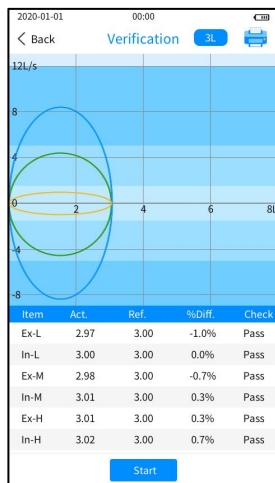 2020-01-01 00:00
< Back Verification 3L
12L/s
8
4
0 2 4 6 8L
-4
-8
Item Act. Ref. %Diff. Check
Ex-L 2.97 3.00 -1.0% Pass
In-L 3.00 3.00 0.0% Pass
Ex-M 2.98 3.00 -0.7% Pass
In-M 3.01 3.00 0.3% Pass
Ex-H 3.01 3.00 0.3% Pass
In-H 3.02 3.00 0.7% Pass
Start